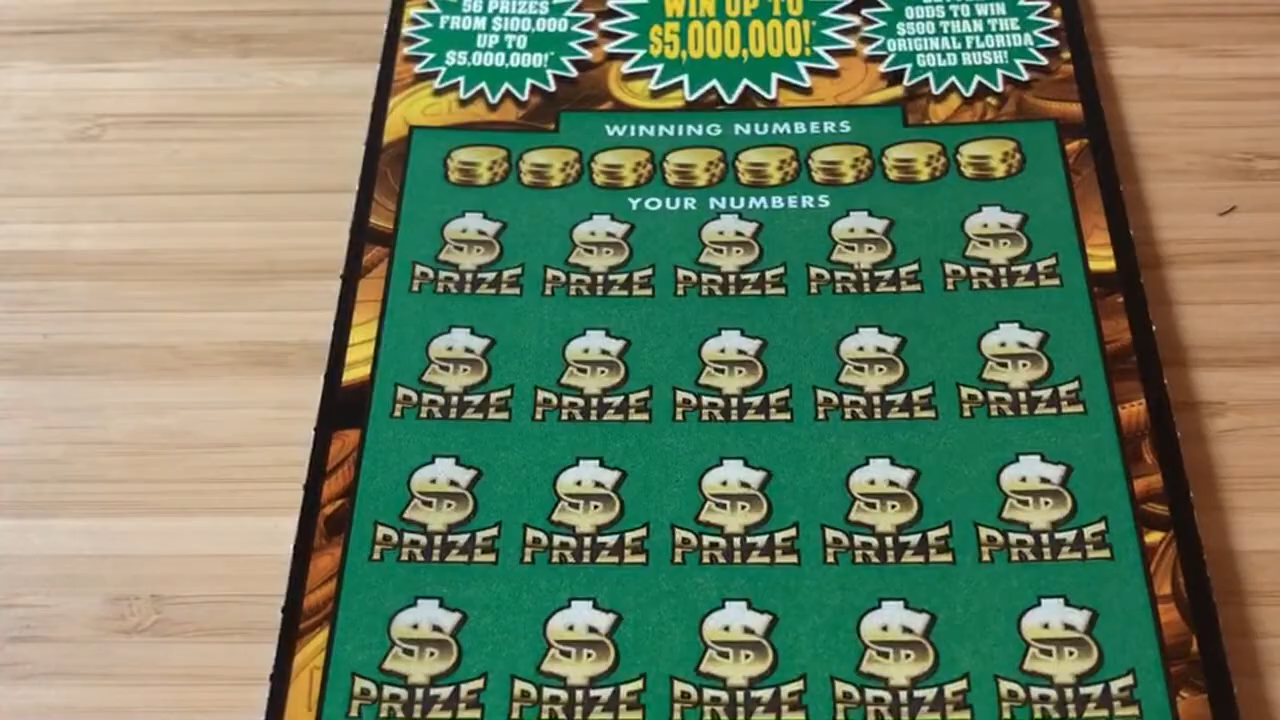 56 PRIZES
FROM $100,000
UP TO
$5,000,000!*
WIN UP TO
$5,000,000!*
ODDS TO WIN
$500 THAN THE
ORIGINAL FLORIDA
GOLD RUSH!
WINNING NUMBERS
YOUR NUMBERS
$ $ $ $ $
PRIZE PRIZE PRIZE PRIZE PRIZE
$ $ $ $ $
PRIZE PRIZE PRIZE PRIZE PRIZE
$ $ $ $ $
PRIZE PRIZE PRIZE PRIZE PRIZE
$ $ $ $ $
PRIZE PRIZE PRIZE PRIZE PRIZE